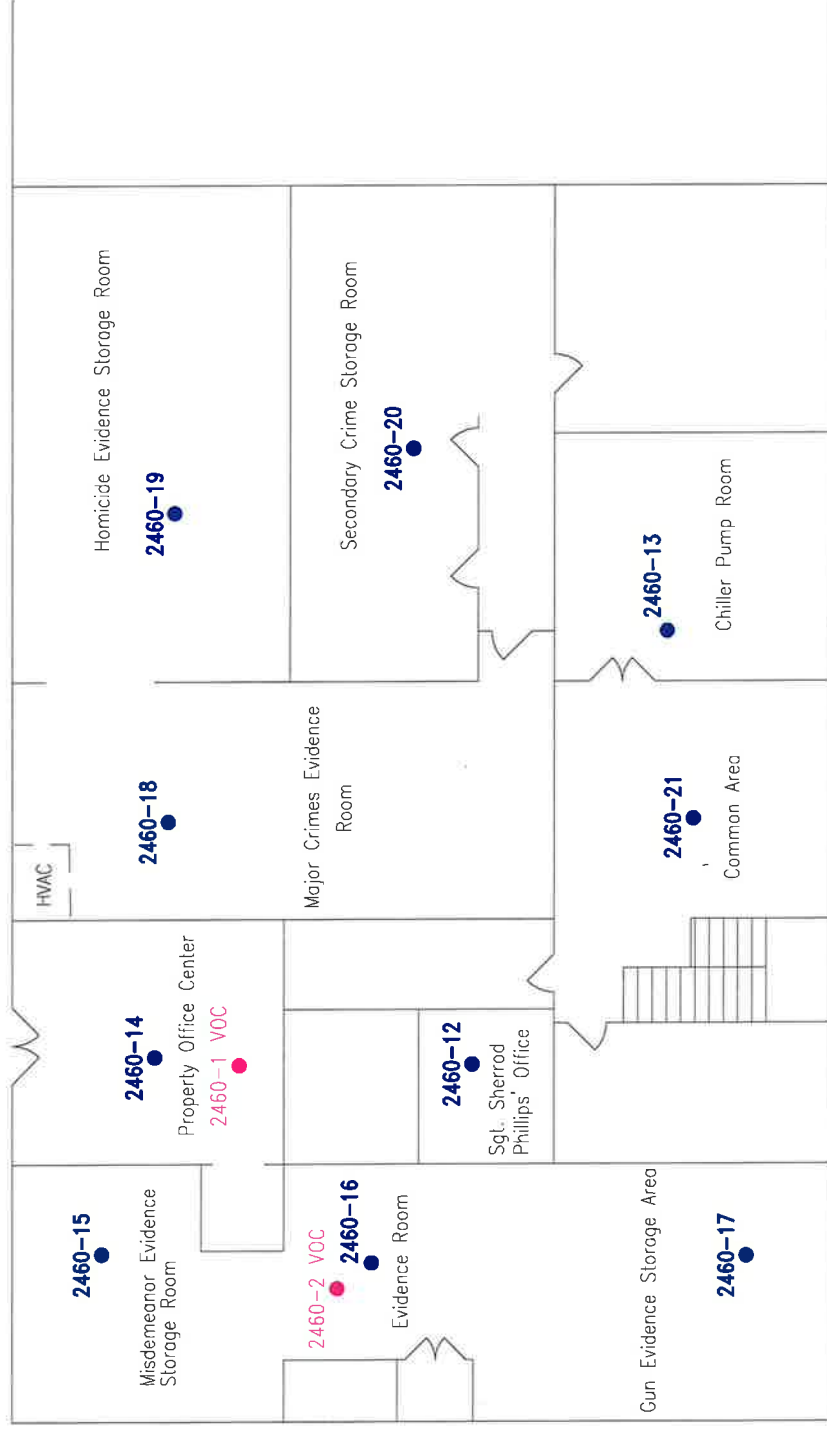 2460-15
Misdemeanor Evidence
Storage Room
2460-14
Property Office Center
2460-1 VOC
HVAC
2460-18
Major Crimes Evidence
Room
Homicide Evidence Storage Room
2460-19
Secondary Crime Storage Room
2460-20
2460-2 VOC
2460-16
Evidence Room
2460-12
Sgt. Sherrod
Phillips' Office
Gun Evidence Storage Area
2460-17
2460-21
Common Area
2460-13
Chiller Pump Room